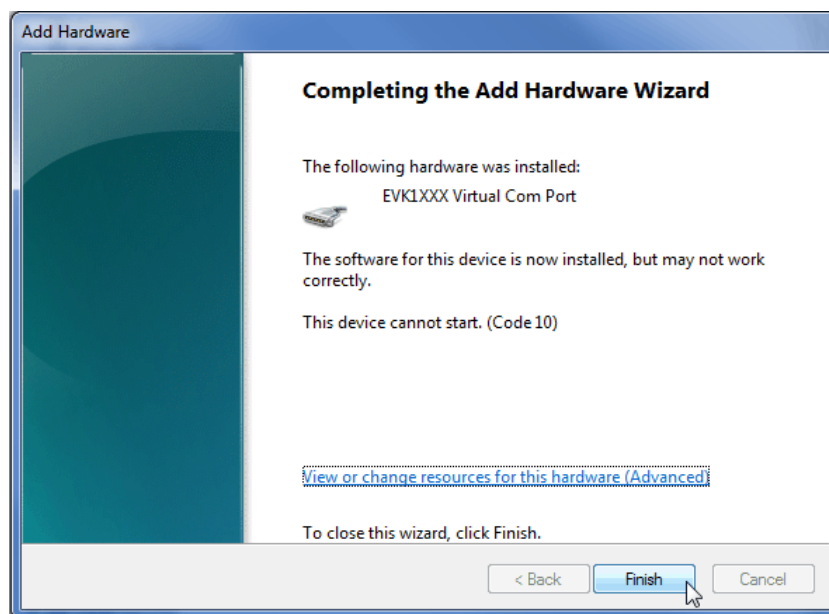 Add Hardware
Completing the Add Hardware Wizard
The following hardware was installed:
EVK1XXX Virtual Com Port
The software for this device is now installed, but may not work
correctly.
This device cannot start. (Code 10)
View or change resources for this hardware (Advanced)
To close this wizard, click Finish.
< Back
Finish
Cancel